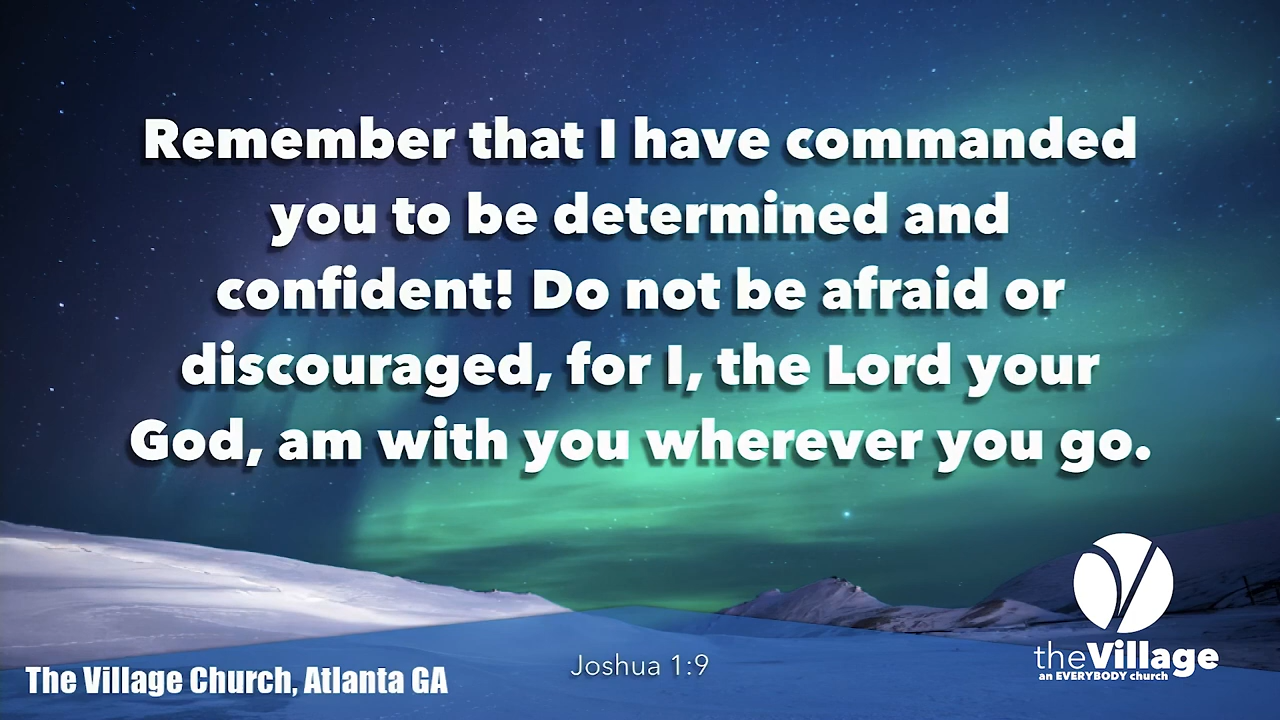 Remember that I have commanded
you to be determined and
confident! Do not be afraid or
discouraged, for I, the Lord your
God, am with you wherever you go.
Joshua 1:9
The Village Church, Atlanta GA
theVillage
an EVERYBODY church